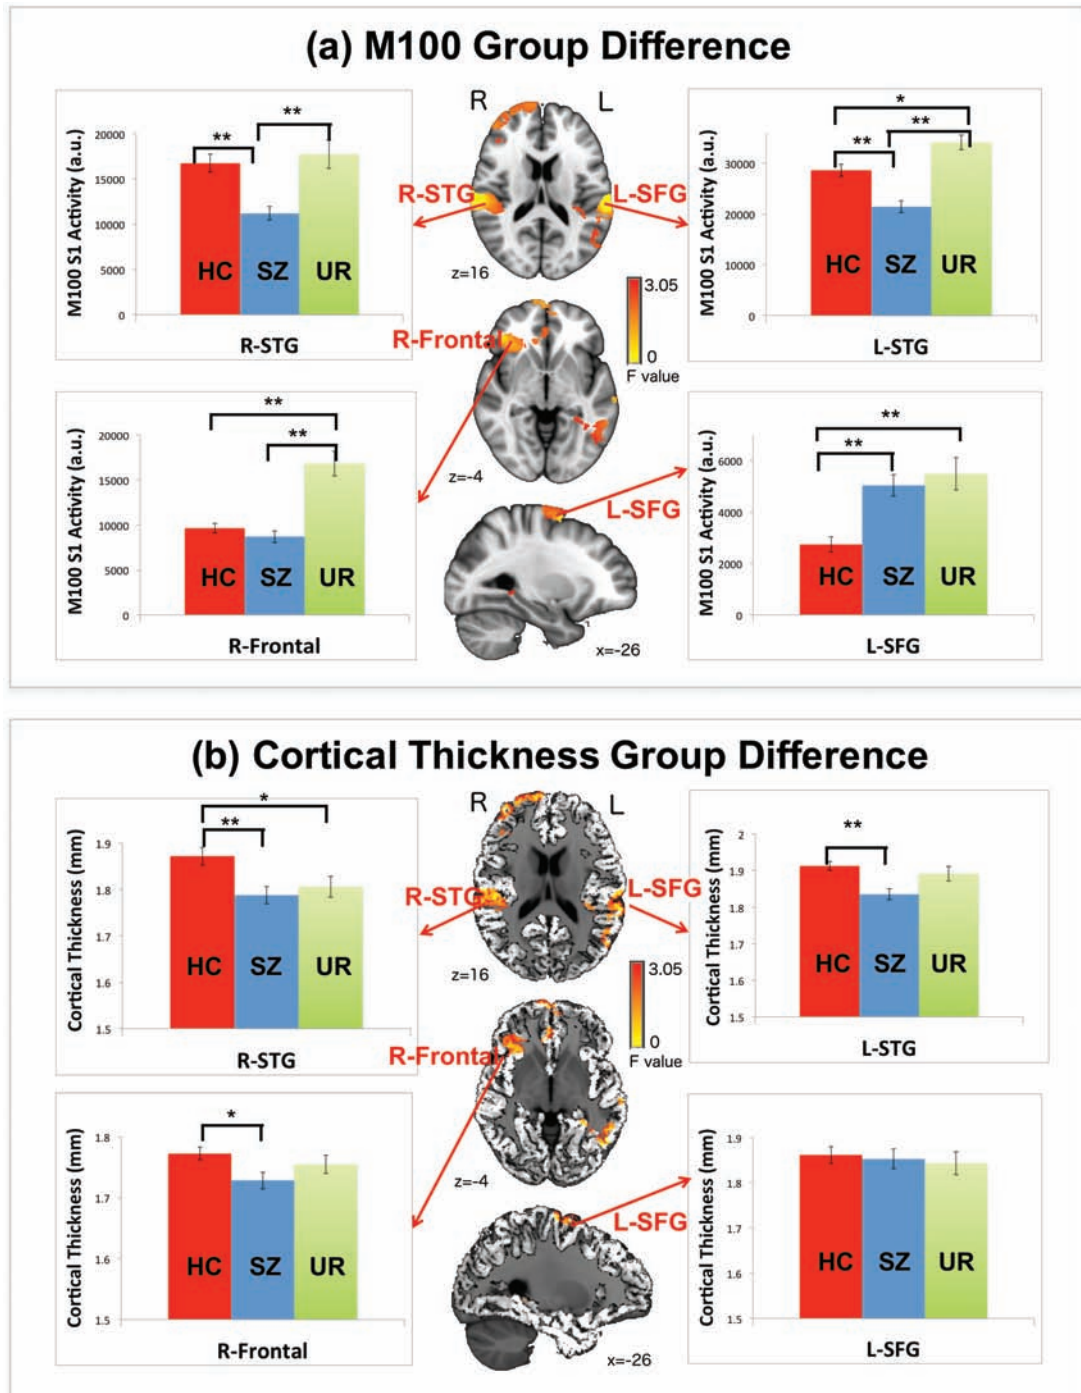 (a) M100 Group Difference
M100 S1 Activity (a.u.)
20000
15000
10000
5000
0
**
**
HC
SZ
UR
R-STG
R
L
R-STG
L-SFG
z=16
M100 S1 Activity (a.u.)
30000
20000
10000
0
*
**
**
HC
SZ
UR
L-STG
3.05
0
F value
R-Frontal
z=-4
M100 S1 Activity (a.u.)
20000
15000
10000
5000
0
**
**
HC
SZ
UR
R-Frontal
L-SFG
x=-26
M100 S1 Activity (a.u.)
6000
4000
2000
0
**
**
HC
SZ
UR
L-SFG
(b) Cortical Thickness Group Difference
Cortical Thickness (mm)
1.9
1.8
1.7
1.6
1.5
*
**
HC
SZ
UR
R-STG
R
L
R-STG
L-SFG
z=16
Cortical Thickness (mm)
2
1.9
1.8
1.7
1.6
1.5
**
HC
SZ
UR
L-STG
3.05
0
F value
R-Frontal
z=-4
Cortical Thickness (mm)
1.8
1.7
1.6
1.5
*
HC
SZ
UR
R-Frontal
L-SFG
x=-26
Cortical Thickness (mm)
1.9
1.8
1.7
1.6
1.5
HC
SZ
UR
L-SFG